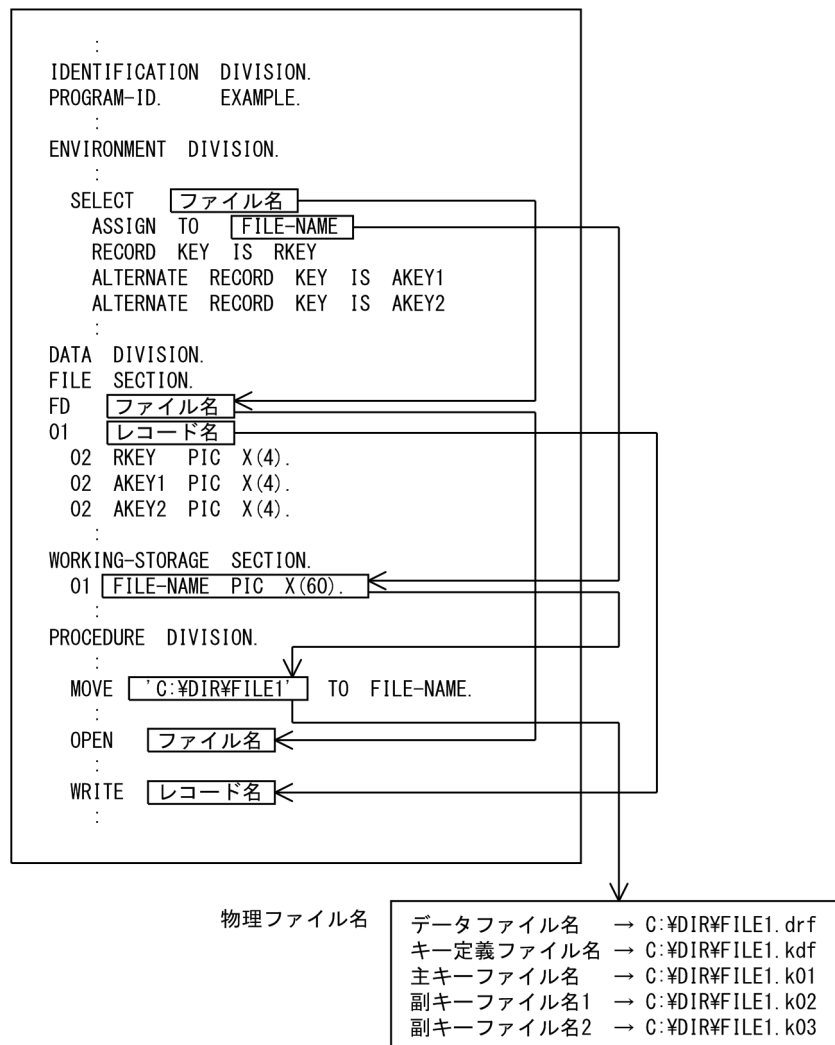 :
IDENTIFICATION DIVISION.
PROGRAM-ID. EXAMPLE.
:
ENVIRONMENT DIVISION.
:
SELECT ファイル名
ASSIGN TO FILE-NAME
RECORD KEY IS RKEY
ALTERNATE RECORD KEY IS AKEY1
ALTERNATE RECORD KEY IS AKEY2
:
DATA DIVISION.
FILE SECTION.
FD ファイル名
01 レコード名
02 RKEY PIC X(4).
02 AKEY1 PIC X(4).
02 AKEY2 PIC X(4).
:
WORKING-STORAGE SECTION.
01 FILE-NAME PIC X(60).
:
PROCEDURE DIVISION.
:
MOVE 'C:¥DIR¥FILE1' TO FILE-NAME.
:
OPEN ファイル名
:
WRITE レコード名
:
物理ファイル名
データファイル名 → C:¥DIR¥FILE1.drf
キー定義ファイル名 → C:¥DIR¥FILE1.kdf
主キーファイル名 → C:¥DIR¥FILE1.k01
副キーファイル名1 → C:¥DIR¥FILE1.k02
副キーファイル名2 → C:¥DIR¥FILE1.k03